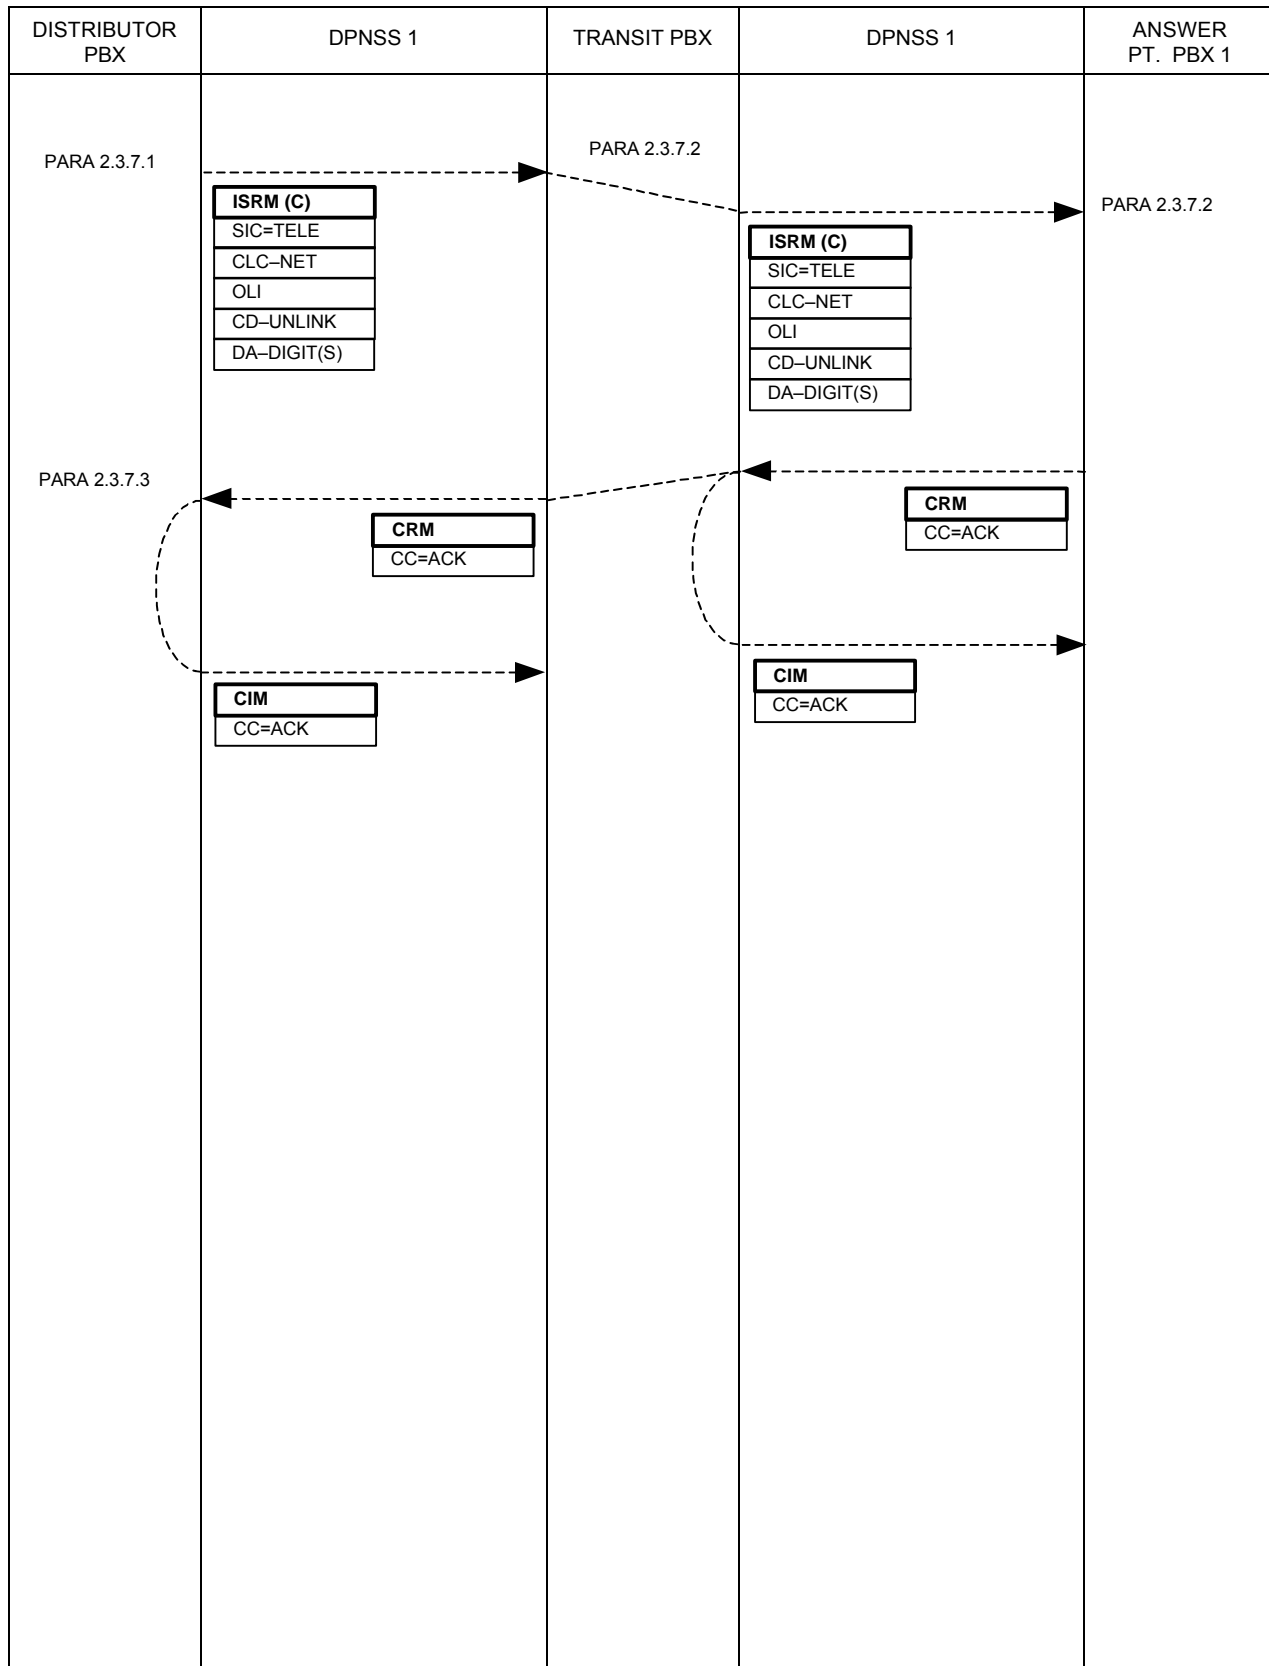 DISTRIBUTOR
PBX
DPNSS 1
TRANSIT PBX
DPNSS 1
ANSWER
PT. PBX 1
PARA 2.3.7.1
PARA 2.3.7.2
PARA 2.3.7.2
ISRM (C)
SIC=TELE
CLC–NET
OLI
CD–UNLINK
DA–DIGIT(S)
ISRM (C)
SIC=TELE
CLC–NET
OLI
CD–UNLINK
DA–DIGIT(S)
PARA 2.3.7.3
CRM
CC=ACK
CRM
CC=ACK
CIM
CC=ACK
CIM
CC=ACK